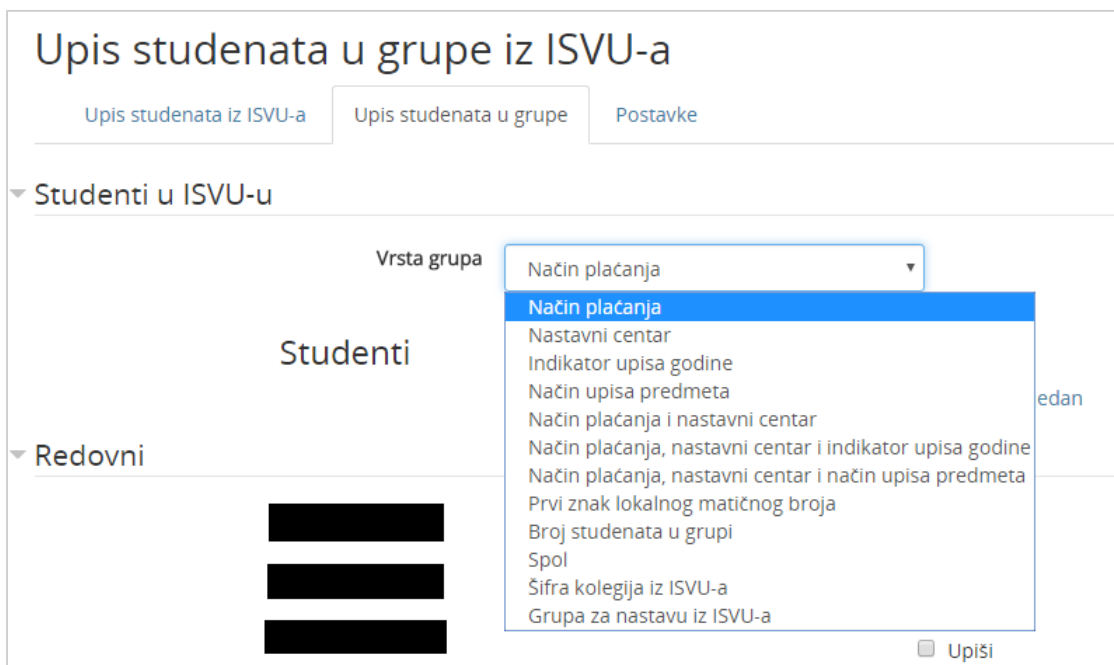 Upis studenata u grupe iz ISVU-a
Upis studenata iz ISVU-a Upis studenata u grupe Postavke
Studenti u ISVU-u
Vrsta grupa Način plaćanja
Način plaćanja
Nastavni centar
Studenti
Indikator upisa godine
Način upisa predmeta
edan
Način plaćanja i nastavni centar
Redovni
Način plaćanja, nastavni centar i indikator upisa godine
Način plaćanja, nastavni centar i način upisa predmeta
Prvi znak lokalnog matičnog broja
Broj studenata u grupi
Spol
Šifra kolegija iz ISVU-a
Grupa za nastavu iz ISVU-a
Upiši